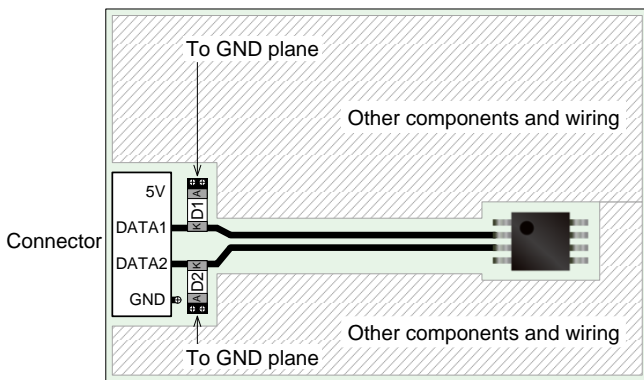 To GND plane
Other components and wiring
5V
A
D1
K
DATA1
Connector
DATA2
K
D2
A
GND
Other components and wiring
To GND plane